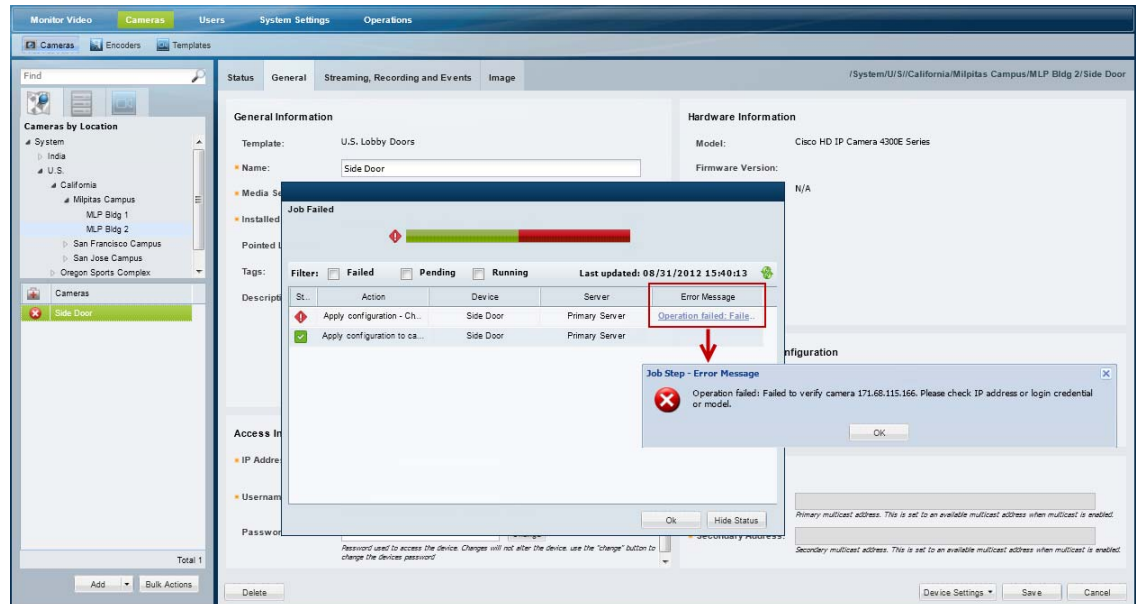 Monitor Video Cameras Users System Settings Operations
Cameras Encoders Templates
Find
Cameras by Location
System
India
U.S.
California
Milpitas Campus
MLP Bldg 1
MLP Bldg 2
San Francisco Campus
San Jose Campus
Oregon Sports Complex
Cameras
Side Door
Total 1
Add Bulk Actions
Status General Streaming, Recording and Events Image
/System/U/S//California/Milpitas Campus/MLP Bldg 2/Side Door
General Information
Template: U.S. Lobby Doors
Name: Side Door
Media Se
Installed
Pointed L
Tags:
Descripti
Hardware Information
Model: Cisco HD IP Camera 4300E Series
Firmware Version:
N/A
Job Failed
Filter: Failed Pending Running Last updated: 08/31/2012 15:40:13
St.. Action Device Server Error Message
Apply configuration - Ch... Side Door Primary Server Operation failed: Faile..
Apply configuration to ca... Side Door Primary Server
nfiguration
Job Step - Error Message
Operation failed: Failed to verify camera 171.68.115.166. Please check IP address or login credential
or model.
OK
Ok Hide Status
Access In
IP Addre
Usernam
Passwor
Password used to access the device. Changes will not alter the device. use the "change" button to
change the devices password
Primary multicast address. This is set to an available multicast address when multicast is enabled.
Secondary Address:
Secondary multicast address. This is set to an available multicast address when multicast is enabled.
Delete
Device Settings Save Cancel